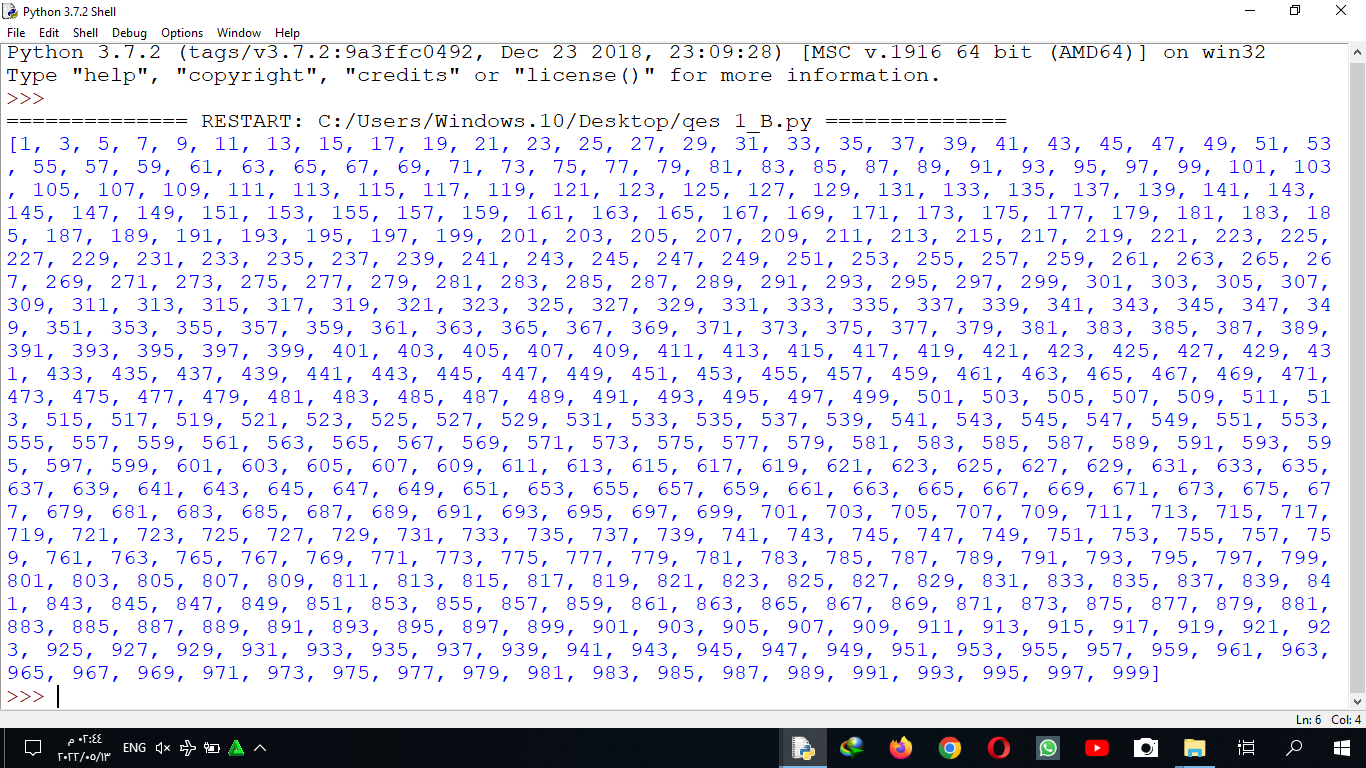 Python 3.7.2 Shell
File Edit Shell Debug Options Window Help
Python 3.7.2 (tags/v3.7.2:9a3ffc0492, Dec 23 2018, 23:09:28) [MSC v.1916 64 bit (AMD64)] on win32
Type "help", "copyright", "credits" or "license()" for more information.
>>>
============== RESTART: C:/Users/Windows.10/Desktop/qes 1_B.py ==============
[1, 3, 5, 7, 9, 11, 13, 15, 17, 19, 21, 23, 25, 27, 29, 31, 33, 35, 37, 39, 41, 43, 45, 47, 49, 51, 53
, 55, 57, 59, 61, 63, 65, 67, 69, 71, 73, 75, 77, 79, 81, 83, 85, 87, 89, 91, 93, 95, 97, 99, 101, 103
, 105, 107, 109, 111, 113, 115, 117, 119, 121, 123, 125, 127, 129, 131, 133, 135, 137, 139, 141, 143,
145, 147, 149, 151, 153, 155, 157, 159, 161, 163, 165, 167, 169, 171, 173, 175, 177, 179, 181, 183, 18
5, 187, 189, 191, 193, 195, 197, 199, 201, 203, 205, 207, 209, 211, 213, 215, 217, 219, 221, 223, 225,
227, 229, 231, 233, 235, 237, 239, 241, 243, 245, 247, 249, 251, 253, 255, 257, 259, 261, 263, 265, 26
7, 269, 271, 273, 275, 277, 279, 281, 283, 285, 287, 289, 291, 293, 295, 297, 299, 301, 303, 305, 307,
309, 311, 313, 315, 317, 319, 321, 323, 325, 327, 329, 331, 333, 335, 337, 339, 341, 343, 345, 347, 34
9, 351, 353, 355, 357, 359, 361, 363, 365, 367, 369, 371, 373, 375, 377, 379, 381, 383, 385, 387, 389,
391, 393, 395, 397, 399, 401, 403, 405, 407, 409, 411, 413, 415, 417, 419, 421, 423, 425, 427, 429, 43
1, 433, 435, 437, 439, 441, 443, 445, 447, 449, 451, 453, 455, 457, 459, 461, 463, 465, 467, 469, 471,
473, 475, 477, 479, 481, 483, 485, 487, 489, 491, 493, 495, 497, 499, 501, 503, 505, 507, 509, 511, 51
3, 515, 517, 519, 521, 523, 525, 527, 529, 531, 533, 535, 537, 539, 541, 543, 545, 547, 549, 551, 553,
555, 557, 559, 561, 563, 565, 567, 569, 571, 573, 575, 577, 579, 581, 583, 585, 587, 589, 591, 593, 59
5, 597, 599, 601, 603, 605, 607, 609, 611, 613, 615, 617, 619, 621, 623, 625, 627, 629, 631, 633, 635,
637, 639, 641, 643, 645, 647, 649, 651, 653, 655, 657, 659, 661, 663, 665, 667, 669, 671, 673, 675, 67
7, 679, 681, 683, 685, 687, 689, 691, 693, 695, 697, 699, 701, 703, 705, 707, 709, 711, 713, 715, 717,
719, 721, 723, 725, 727, 729, 731, 733, 735, 737, 739, 741, 743, 745, 747, 749, 751, 753, 755, 757, 75
9, 761, 763, 765, 767, 769, 771, 773, 775, 777, 779, 781, 783, 785, 787, 789, 791, 793, 795, 797, 799,
801, 803, 805, 807, 809, 811, 813, 815, 817, 819, 821, 823, 825, 827, 829, 831, 833, 835, 837, 839, 84
1, 843, 845, 847, 849, 851, 853, 855, 857, 859, 861, 863, 865, 867, 869, 871, 873, 875, 877, 879, 881,
883, 885, 887, 889, 891, 893, 895, 897, 899, 901, 903, 905, 907, 909, 911, 913, 915, 917, 919, 921, 92
3, 925, 927, 929, 931, 933, 935, 937, 939, 941, 943, 945, 947, 949, 951, 953, 955, 957, 959, 961, 963,
965, 967, 969, 971, 973, 975, 977, 979, 981, 983, 985, 987, 989, 991, 993, 995, 997, 999]
>>>
Ln: 6 Col: 4
٠٢:٤٤ م
ENG
٢٠٢٢/٠٥/١٣